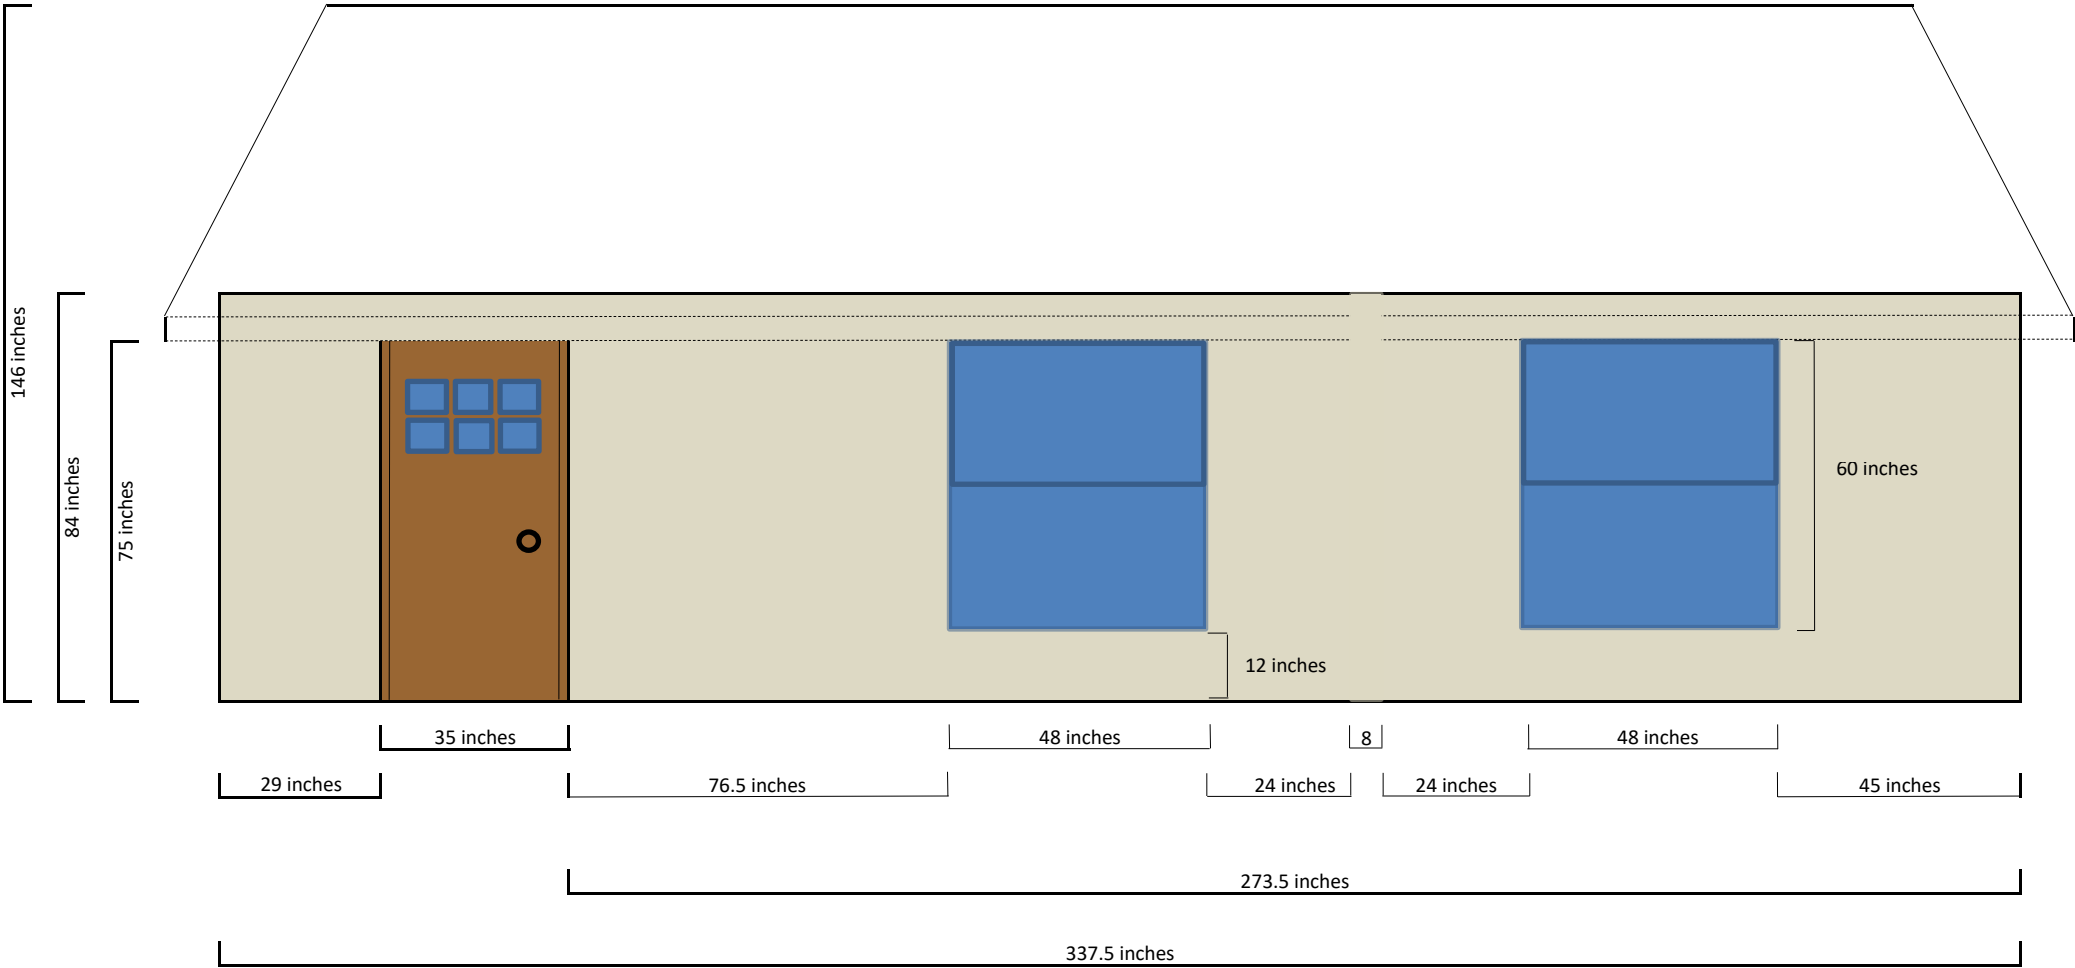 146 inches
84 inches
75 inches
60 inches
12 inches
35 inches
48 inches
8
48 inches
29 inches
76.5 inches
24 inches
24 inches
45 inches
273.5 inches
337.5 inches